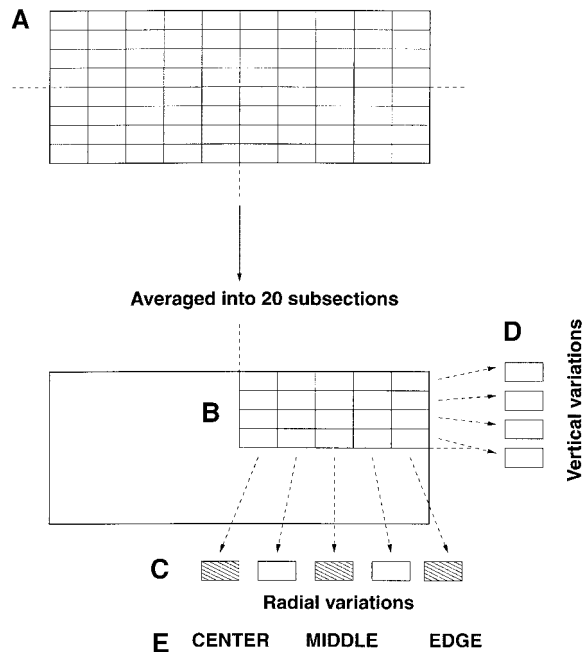 A
Averaged into 20 subsections
D
B
Vertical variations
C
Radial variations
E CENTER MIDDLE EDGE